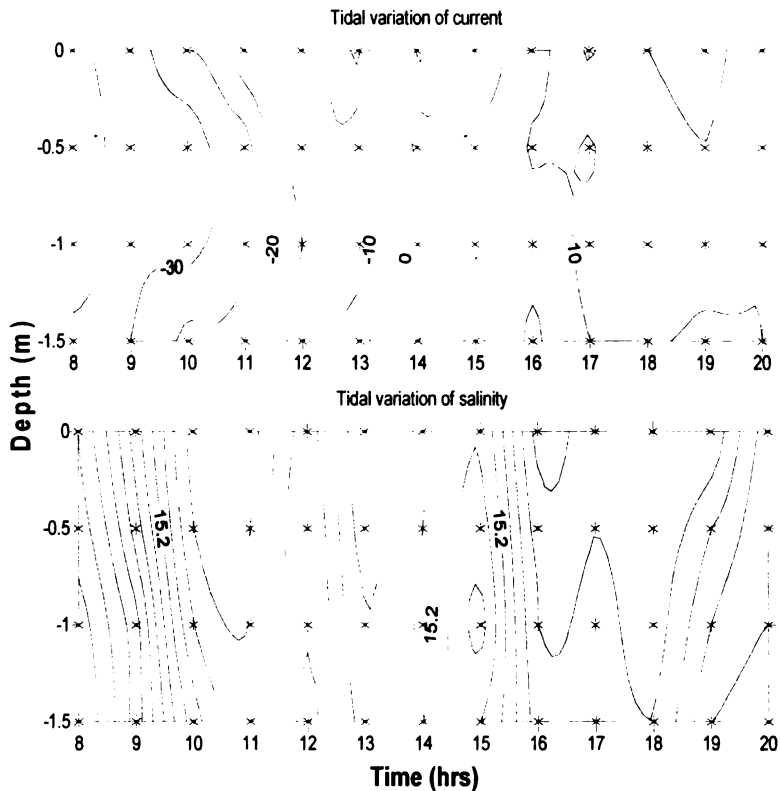 Tidal variation of current
0
-0.5
-1
-1.5
-30
-20
-10
0
10
8 9 10 11 12 13 14 15 16 17 18 19 20
Depth (m)
Tidal variation of salinity
0
-0.5
-1
-1.5
15.2
15.2
15.2
8 9 10 11 12 13 14 15 16 17 18 19 20
Time (hrs)